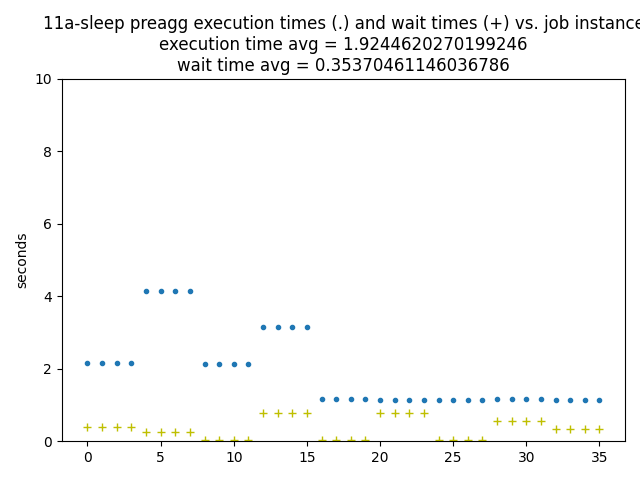 11a-sleep preagg execution times (.) and wait times (+) vs. job instance
execution time avg = 1.9244620270199246
wait time avg = 0.35370461146036786
10
8
6
4
2
0
seconds
0 5 10 15 20 25 30 35